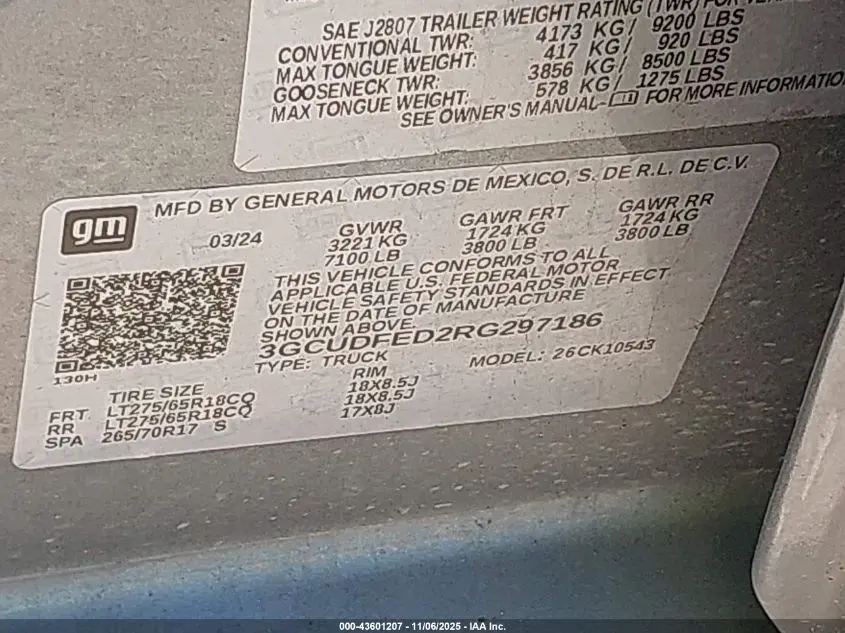 SAE J2807 TRAILER WEIGHT RATING (TWR) FOR
CONVENTIONAL TWR: 4173 KG/ 9200 LBS
MAX TONGUE WEIGHT: 417 KG/ 920 LBS
GOOSENECK TWR: 3856 KG/ 8500 LBS
MAX TONGUE WEIGHT: 578 KG/ 1275 LBS
SEE OWNER'S MANUAL- FOR MORE INFORMATION
gm
MFD BY GENERAL MOTORS DE MEXICO, S. DE R.L. DE C.V.
03/24 GVWR GAWR FRT GAWR RR
3221 KG 1724 KG 1724 KG
7100 LB 3800 LB 3800 LB
THIS VEHICLE CONFORMS TO ALL
APPLICABLE U.S. FEDERAL MOTOR
VEHICLE SAFETY STANDARDS IN EFFECT
ON THE DATE OF MANUFACTURE
SHOWN ABOVE.
3GCUDFED2RG297186
TYPE: TRUCK MODEL: 26CK10543
130H
TIRE SIZE RIM
FRT LT275/65R18CQ 18X8.5J
RR LT275/65R18CQ 18X8.5J
SPA 265/70R17 S 17X8J
000-43601207 - 11/06/2025 - IAA Inc.